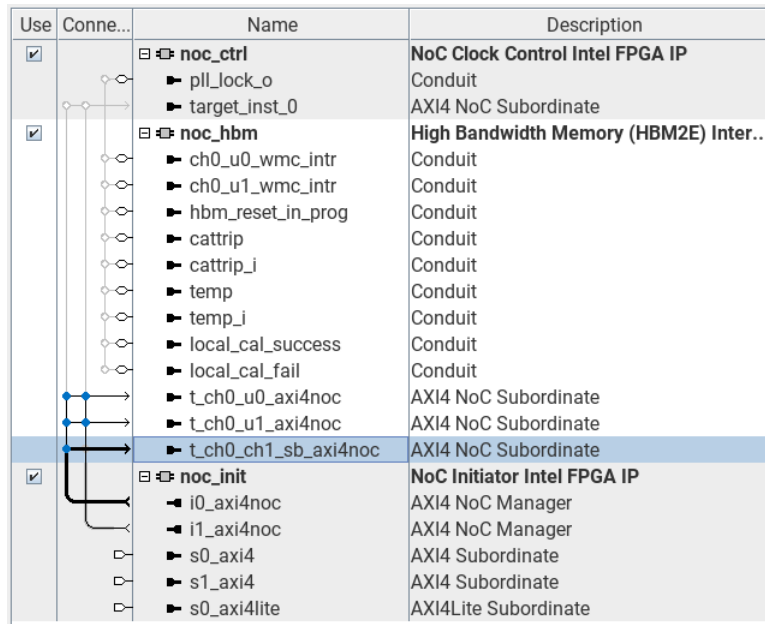 Use Conne... Name Description
noc_ctrl NoC Clock Control Intel FPGA IP
pll_lock_o Conduit
target_inst_0 AXI4 NoC Subordinate
noc_hbm High Bandwidth Memory (HBM2E) Inter..
ch0_u0_wmc_intr Conduit
ch0_u1_wmc_intr Conduit
hbm_reset_in_prog Conduit
cattrip Conduit
cattrip_i Conduit
temp Conduit
temp_i Conduit
local_cal_success Conduit
local_cal_fail Conduit
t_ch0_u0_axi4noc AXI4 NoC Subordinate
t_ch0_u1_axi4noc AXI4 NoC Subordinate
t_ch0_ch1_sb_axi4noc AXI4 NoC Subordinate
noc_init NoC Initiator Intel FPGA IP
i0_axi4noc AXI4 NoC Manager
i1_axi4noc AXI4 NoC Manager
s0_axi4 AXI4 Subordinate
s1_axi4 AXI4 Subordinate
s0_axi4lite AXI4Lite Subordinate